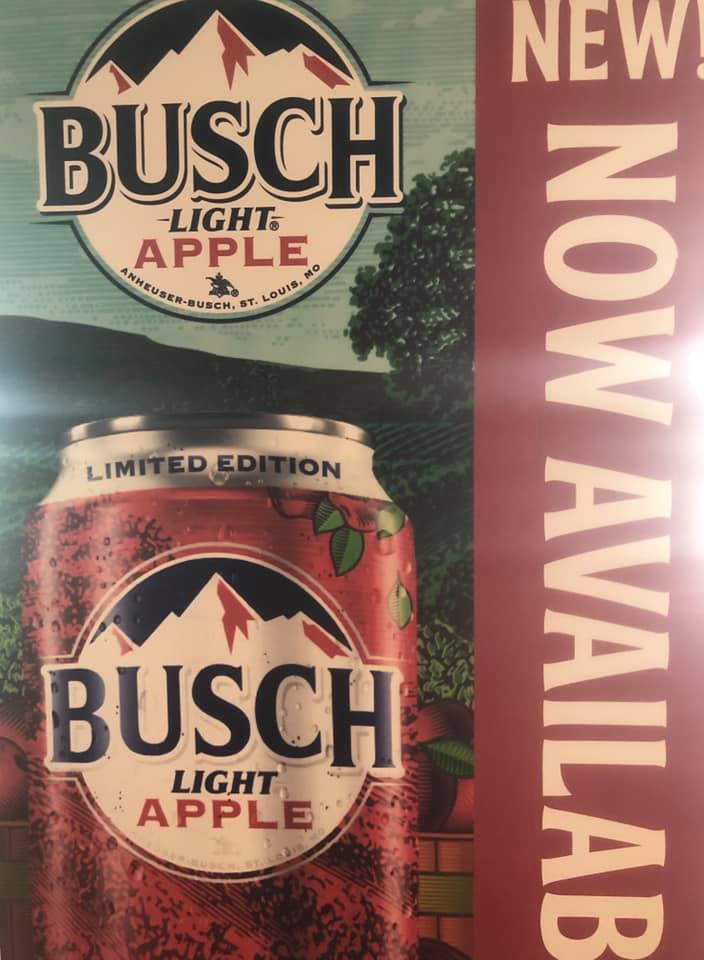 BUSCH
LIGHT®
APPLE
ANHEUSER-BUSCH, ST. LOUIS, MO
LIMITED EDITION
BUSCH
LIGHT
APPLE
NEW!
NOW AVAILAB